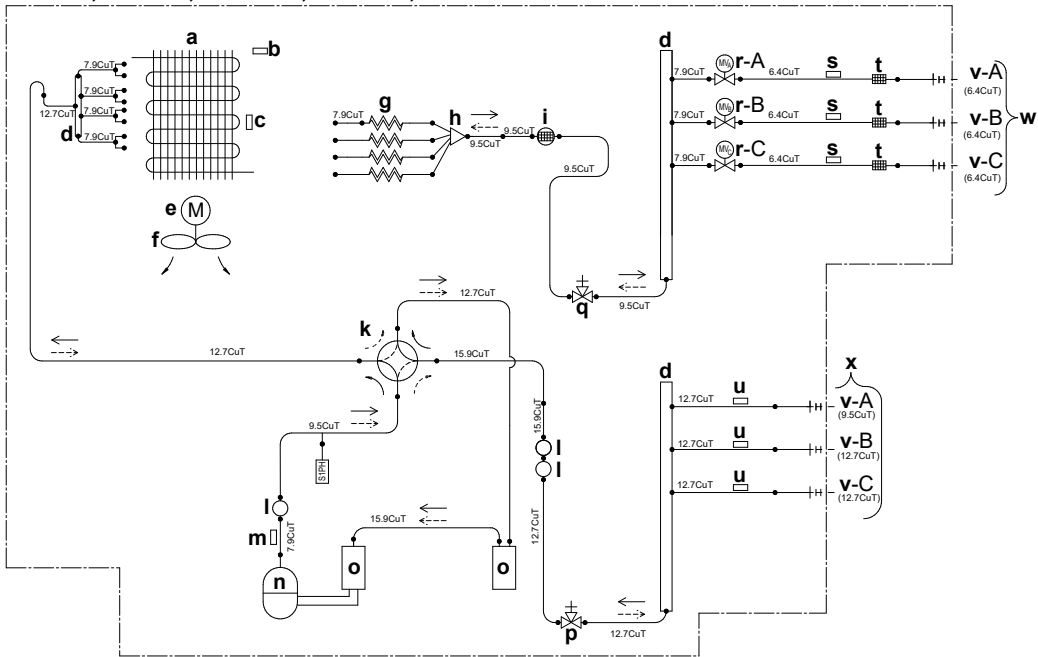 a
b
7.9CuT
c
12.7CuT
7.9CuT
7.9CuT
d
7.9CuT
e
M
f
g
7.9CuT
h
9.5CuT
9.5CuT
i
9.5CuT
q
9.5CuT
d
7.9CuT
MVA
r-A
6.4CuT
s
t
v-A
(6.4CuT)
7.9CuT
MVB
r-B
6.4CuT
s
t
v-B
(6.4CuT)
w
7.9CuT
MVC
r-C
6.4CuT
s
t
v-C
(6.4CuT)
12.7CuT
k
12.7CuT
15.9CuT
15.9CuT
9.5CuT
S1PH
l
l
l
m
7.9CuT
n
15.9CuT
o
o
12.7CuT
p
12.7CuT
d
x
12.7CuT
u
v-A
(9.5CuT)
12.7CuT
u
v-B
(12.7CuT)
12.7CuT
u
v-C
(12.7CuT)